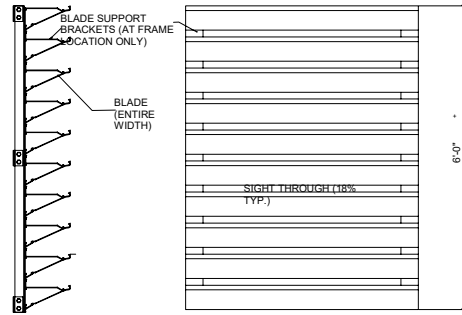 BLADE SUPPORT
BRACKETS (AT FRAME
LOCATION ONLY)
BLADE
(ENTIRE
WIDTH)
SIGHT THROUGH (18%
TYP.)
6'-0"
+